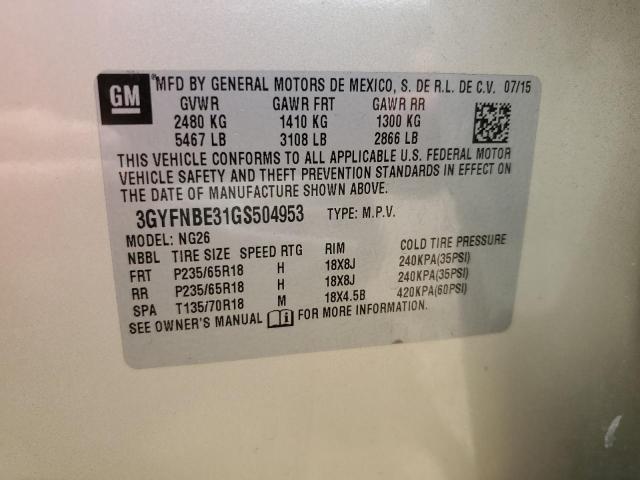 GM
® MFD BY GENERAL MOTORS DE MEXICO, S. DE R.L. DE C.V. 07/15
GVWR GAWR FRT GAWR RR
2480 KG 1410 KG 1300 KG
5467 LB 3108 LB 2866 LB
THIS VEHICLE CONFORMS TO ALL APPLICABLE U.S. FEDERAL MOTOR
VEHICLE SAFETY AND THEFT PREVENTION STANDARDS IN EFFECT ON
THE DATE OF MANUFACTURE SHOWN ABOVE.
3GYFNBE31GS504953 TYPE: M.P.V.
MODEL: NG26
NBBL TIRE SIZE SPEED RTG RIM COLD TIRE PRESSURE
FRT P235/65R18 H 18X8J 240KPA(35PSI)
RR P235/65R18 H 18X8J 240KPA(35PSI)
SPA T135/70R18 M 18X4.5B 420KPA(60PSI)
SEE OWNER'S MANUAL FOR MORE INFORMATION.